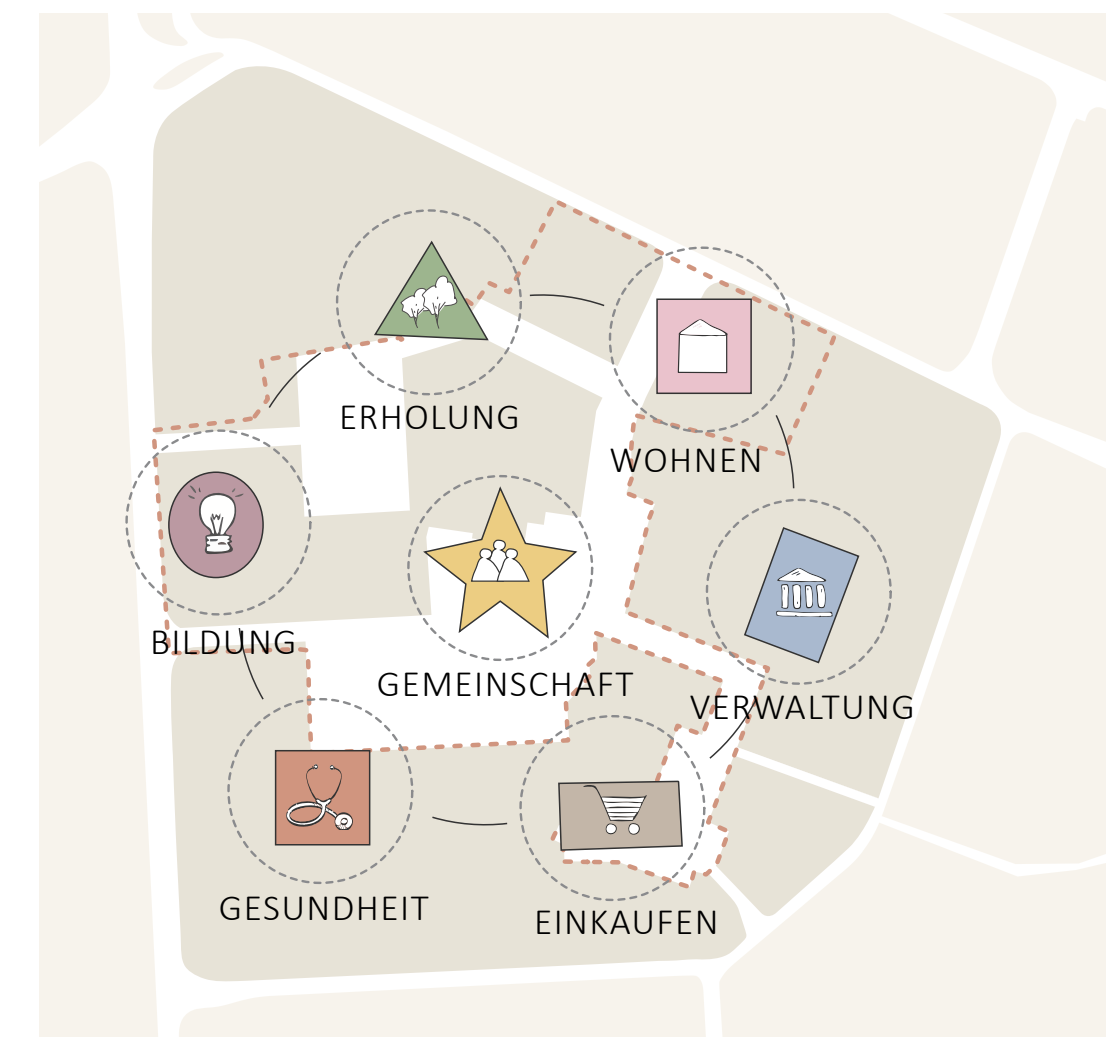 ERHOLUNG
WOHNEN
BILDUNG
GEMEINSCHAFT
VERWALTUNG
GESUNDHEIT
EINKAUFEN